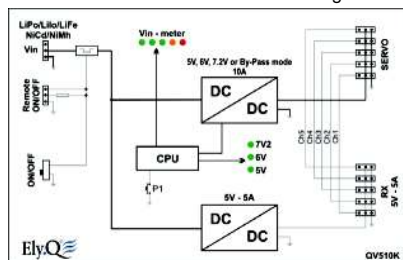 LiPo/LiIo/LiFe
NiCd/NiMh
Vin
Vin - meter
5V, 6V, 7.2V or By-Pass mode
10A
DC
DC
SERVO
Remote
ON/OFF
Ch5
Ch4
Ch3
Ch2
Ch1
CPU
7V2
6V
5V
P1
ON/OFF
5V - 5A
DC
DC
RX
5V - 5A
Ely.Q
QV510K